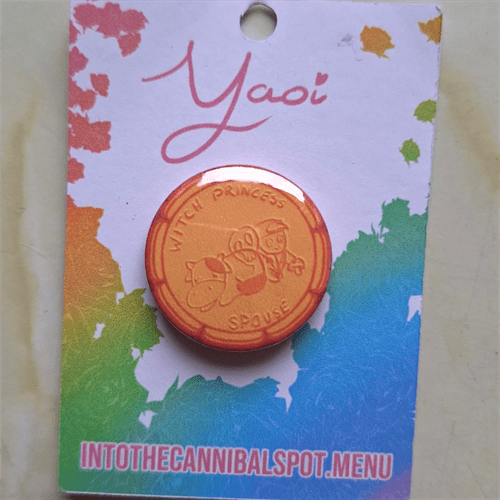 Yaoi
WITCH PRINCESS
SPOUSE
INTOTHECANNIBALSPOT.MENU